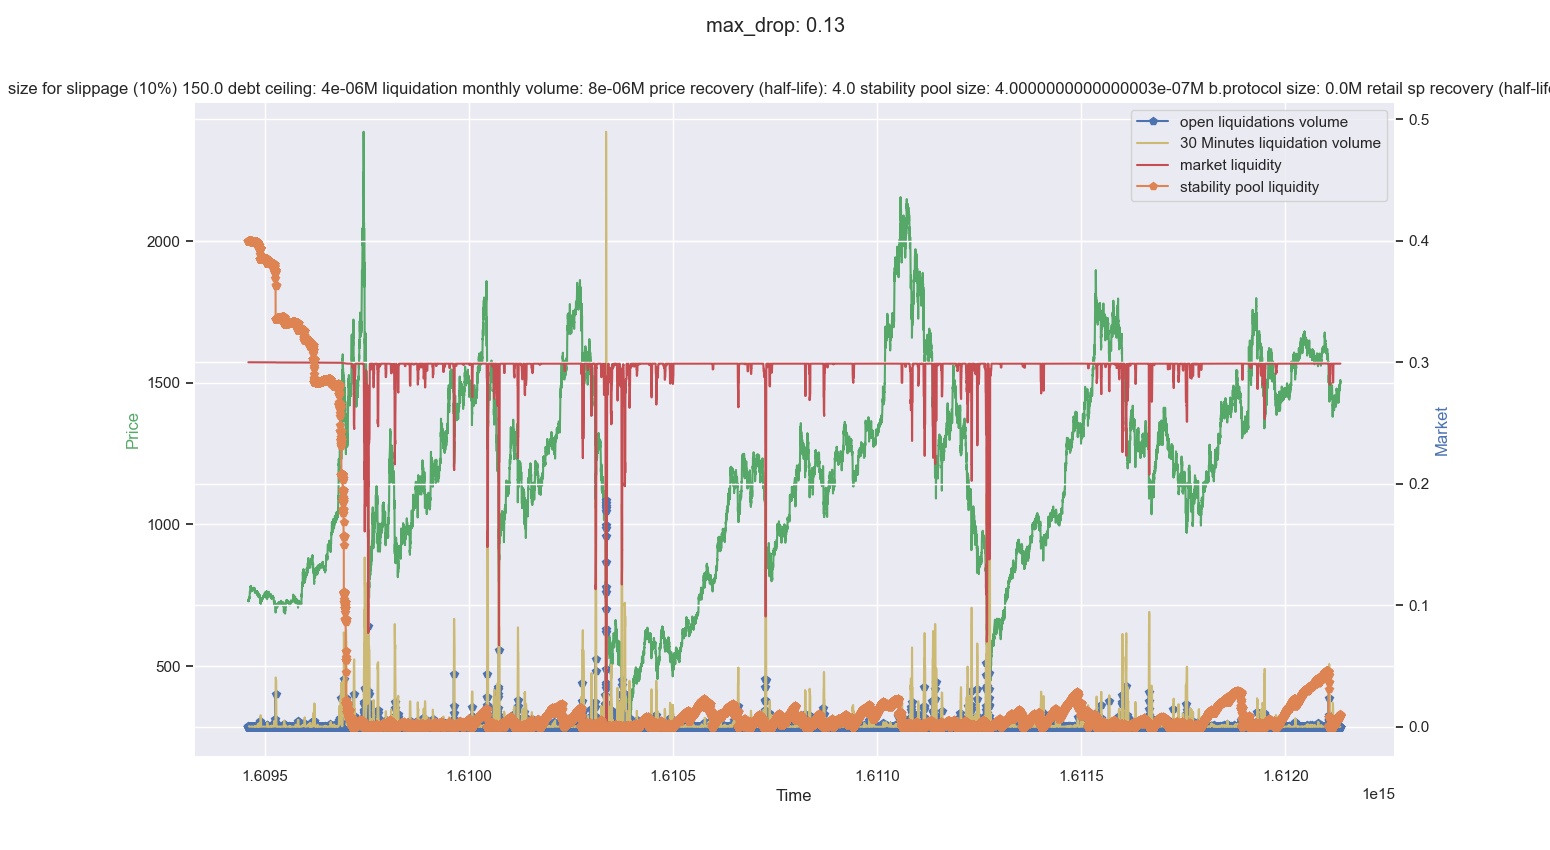 max_drop: 0.13
size for slippage (10%) 150.0 debt ceiling: 4e-06M liquidation monthly volume: 8e-06M price recovery (half-life): 4.0 stability pool size: 4.0000000000000003e-07M b.protocol size: 0.0M retail sp recovery (half-life
open liquidations volume
30 Minutes liquidation volume
market liquidity
stability pool liquidity
2000
1500
1000
500
Price
0.5
0.4
0.3
0.2
0.1
0.0
Market
1.6095
1.6100
1.6105
1.6110
1.6115
1.6120
1e15
Time